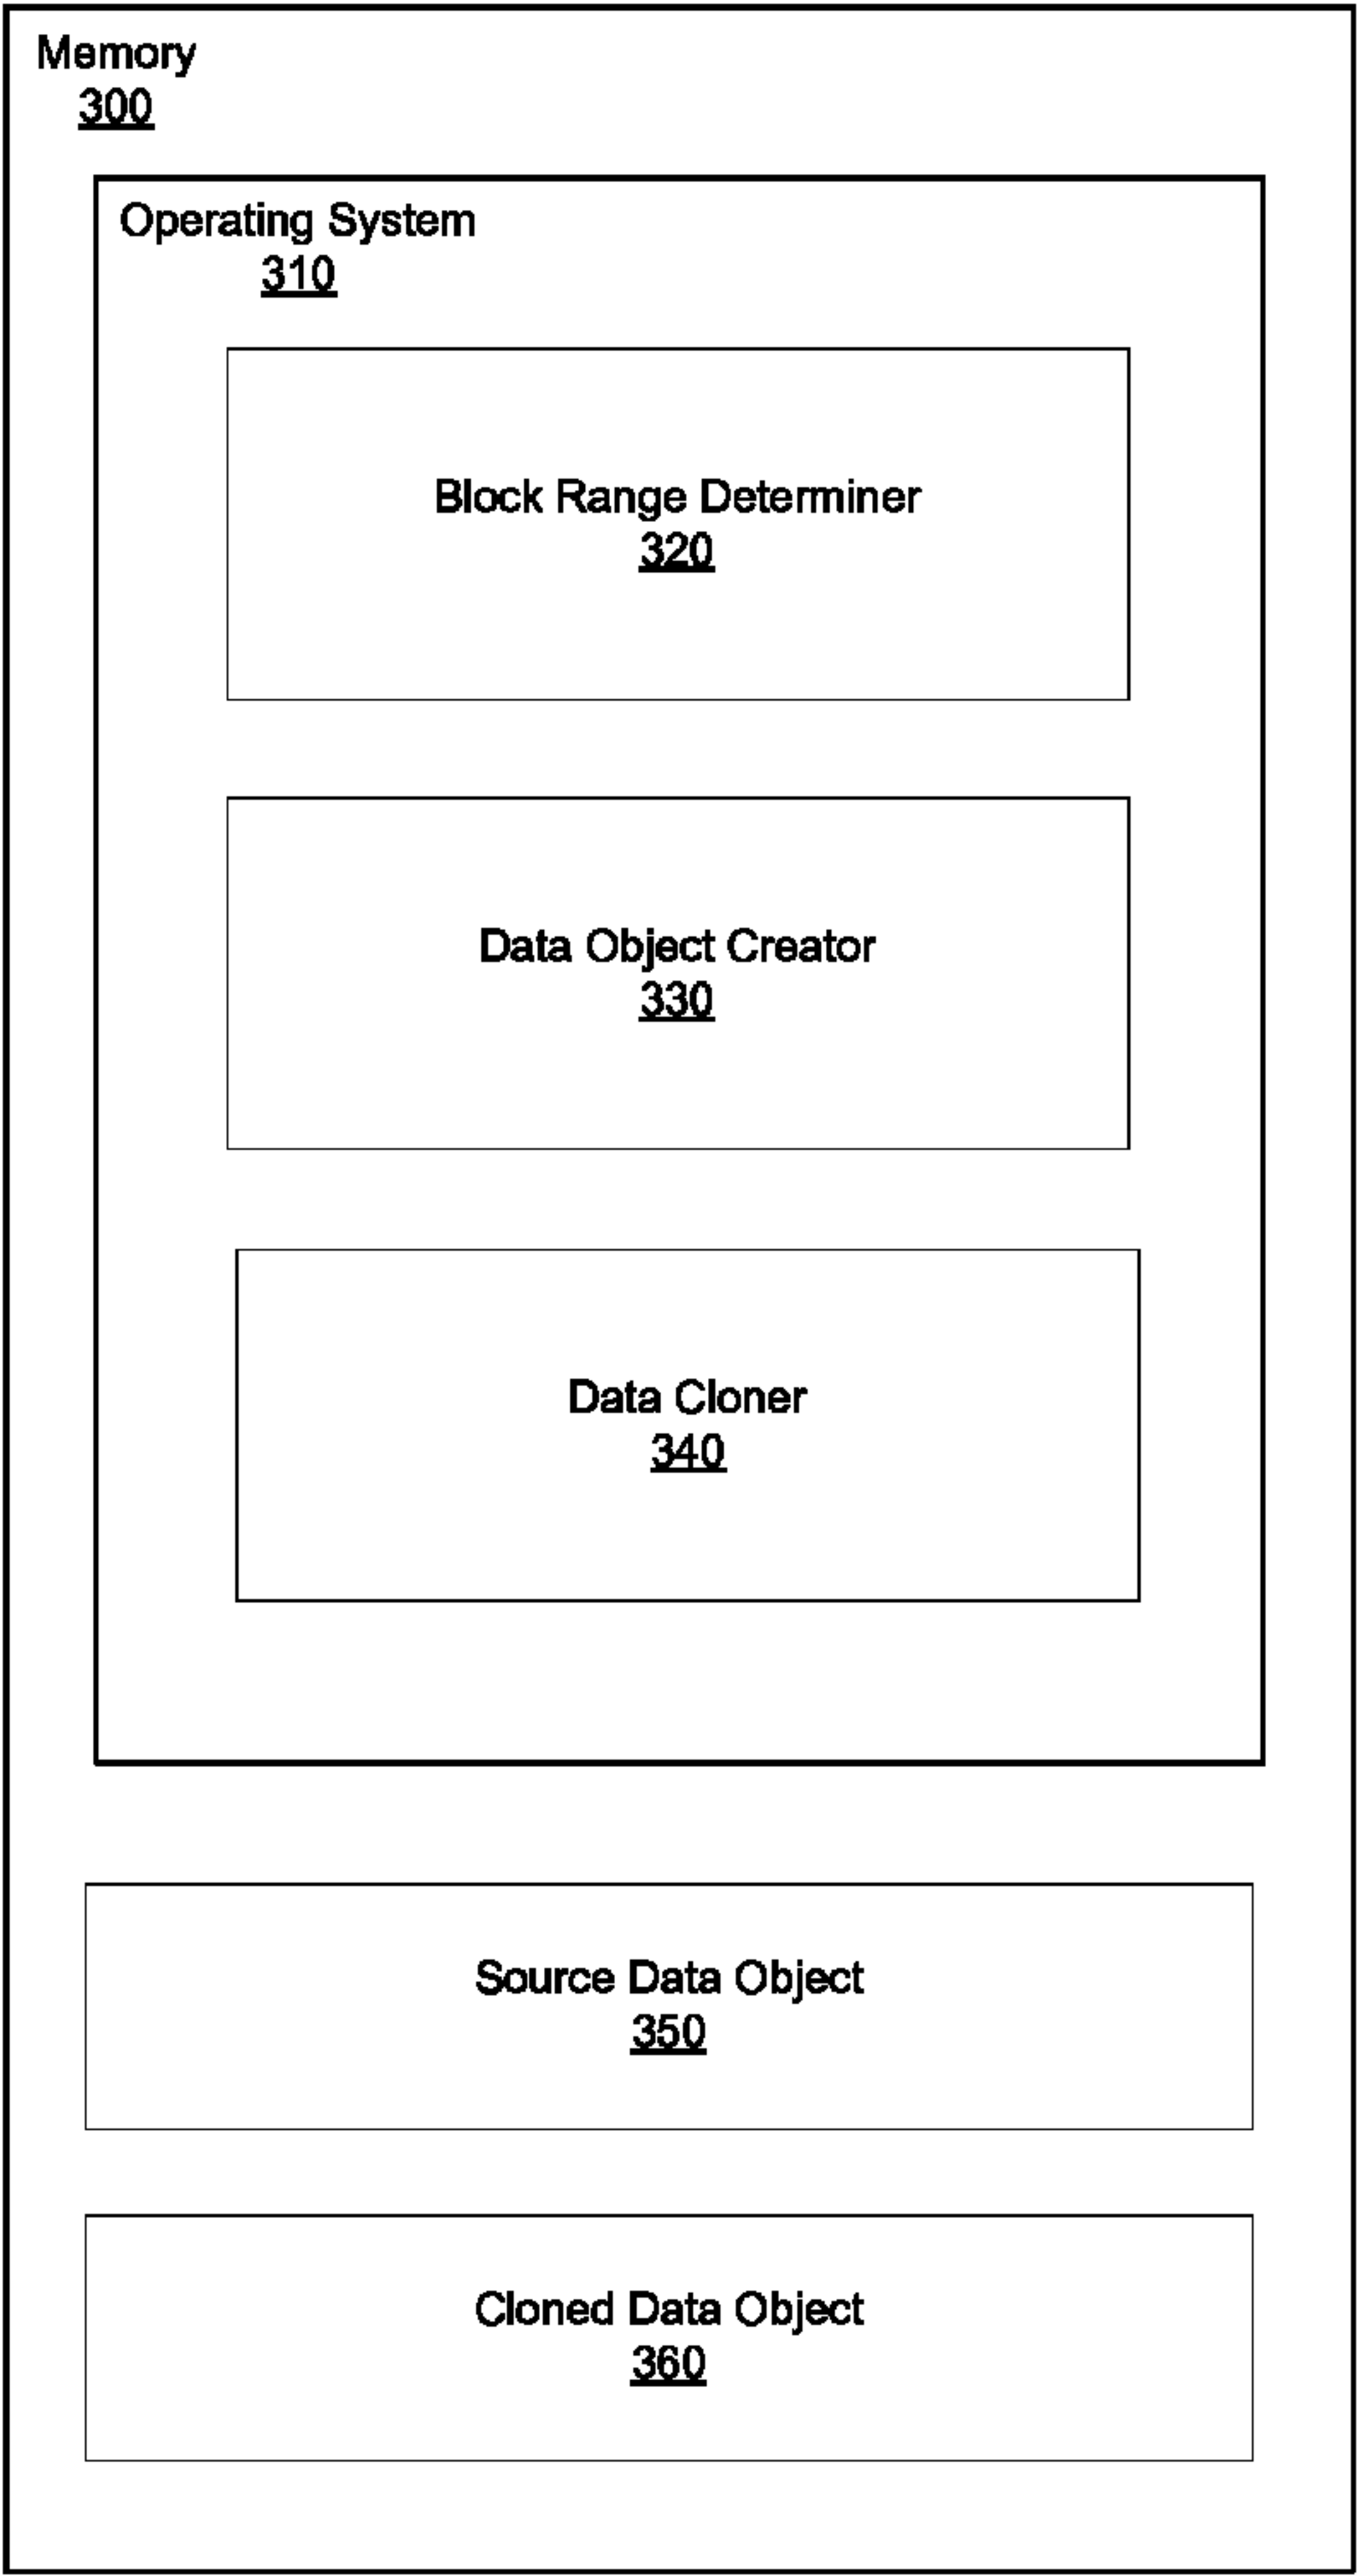 Memory
300
Operating System
310
Block Range Determiner
320
Data Object Creator
330
Data Cloner
340
Source Data Object
350
Cloned Data Object
360